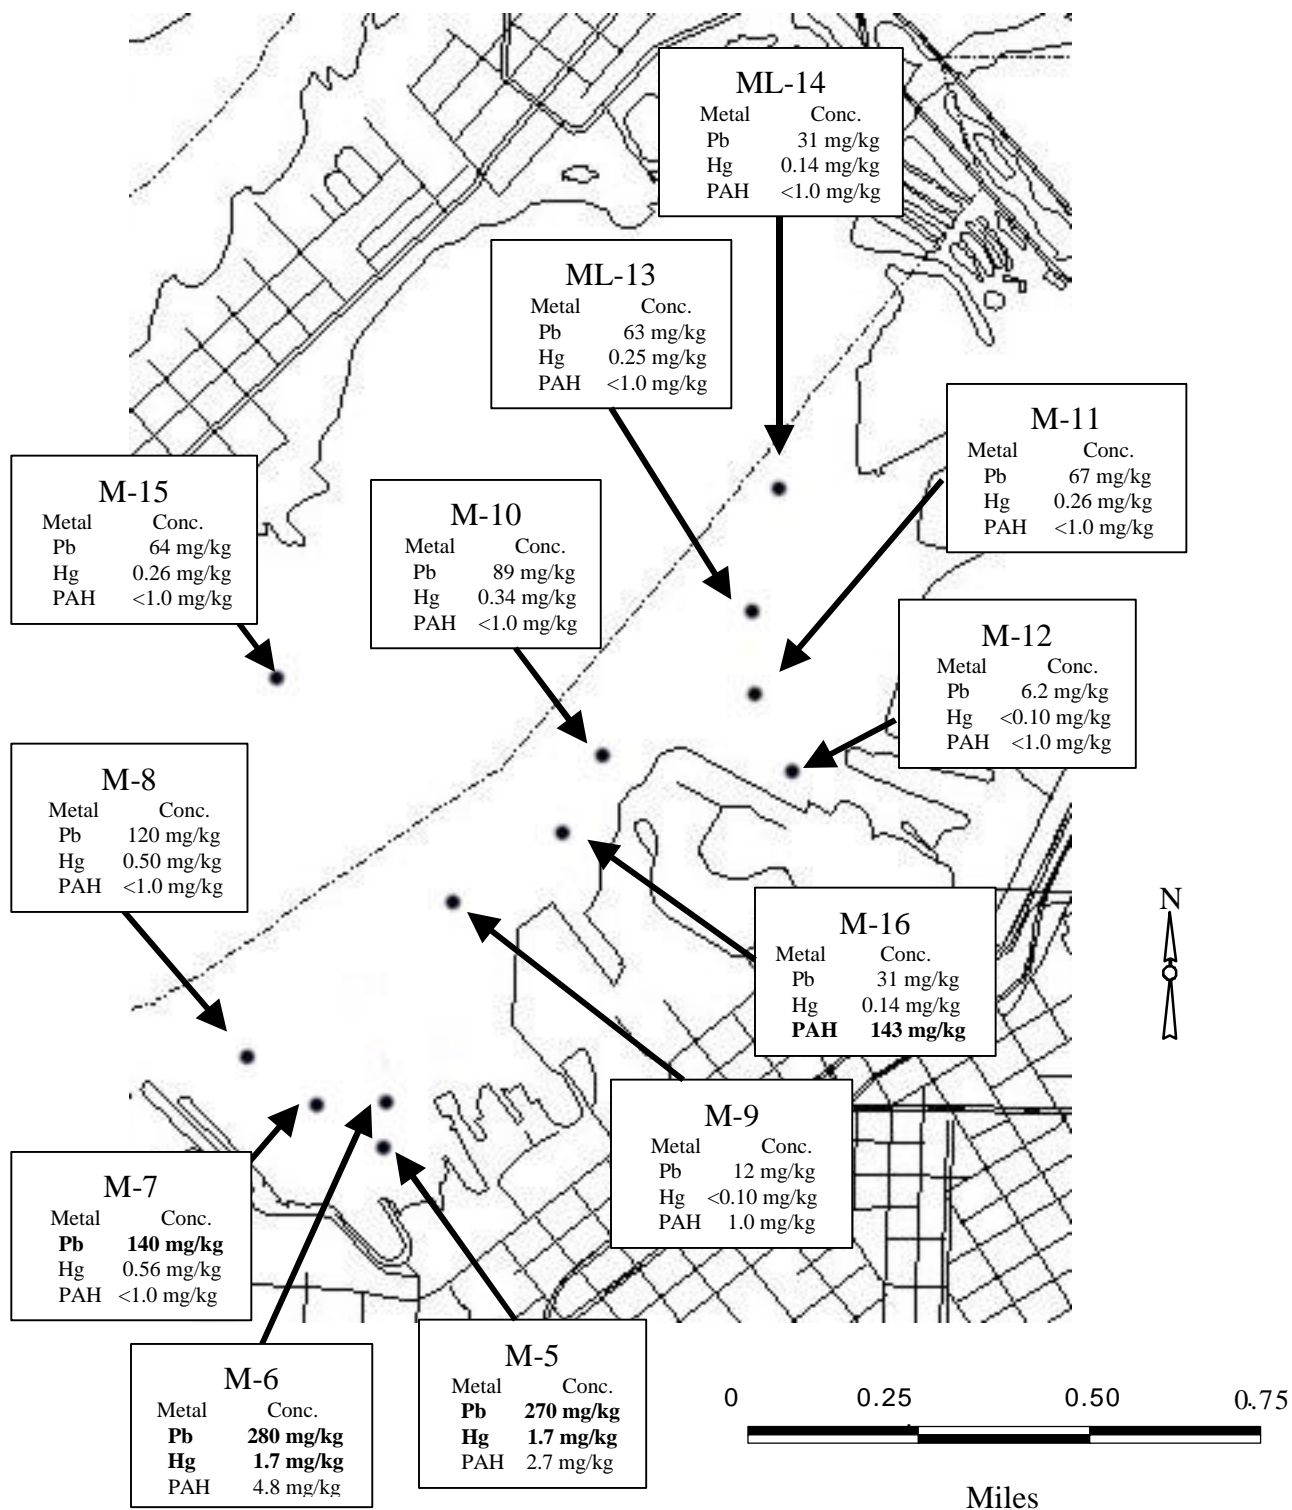 ML-14
Metal Conc.
Pb 31 mg/kg
Hg 0.14 mg/kg
PAH <1.0 mg/kg
ML-13
Metal Conc.
Pb 63 mg/kg
Hg 0.25 mg/kg
PAH <1.0 mg/kg
M-11
Metal Conc.
Pb 67 mg/kg
Hg 0.26 mg/kg
PAH <1.0 mg/kg
M-15
Metal Conc.
Pb 64 mg/kg
Hg 0.26 mg/kg
PAH <1.0 mg/kg
M-10
Metal Conc.
Pb 89 mg/kg
Hg 0.34 mg/kg
PAH <1.0 mg/kg
M-12
Metal Conc.
Pb 6.2 mg/kg
Hg <0.10 mg/kg
PAH <1.0 mg/kg
M-8
Metal Conc.
Pb 120 mg/kg
Hg 0.50 mg/kg
PAH <1.0 mg/kg
M-16
Metal Conc.
Pb 31 mg/kg
Hg 0.14 mg/kg
PAH 143 mg/kg
N
M-9
Metal Conc.
Pb 12 mg/kg
Hg <0.10 mg/kg
PAH 1.0 mg/kg
M-7
Metal Conc.
Pb 140 mg/kg
Hg 0.56 mg/kg
PAH <1.0 mg/kg
M-6
Metal Conc.
Pb 280 mg/kg
Hg 1.7 mg/kg
PAH 4.8 mg/kg
M-5
Metal Conc.
Pb 270 mg/kg
Hg 1.7 mg/kg
PAH 2.7 mg/kg
0 0.25 0.50 0.75
Miles